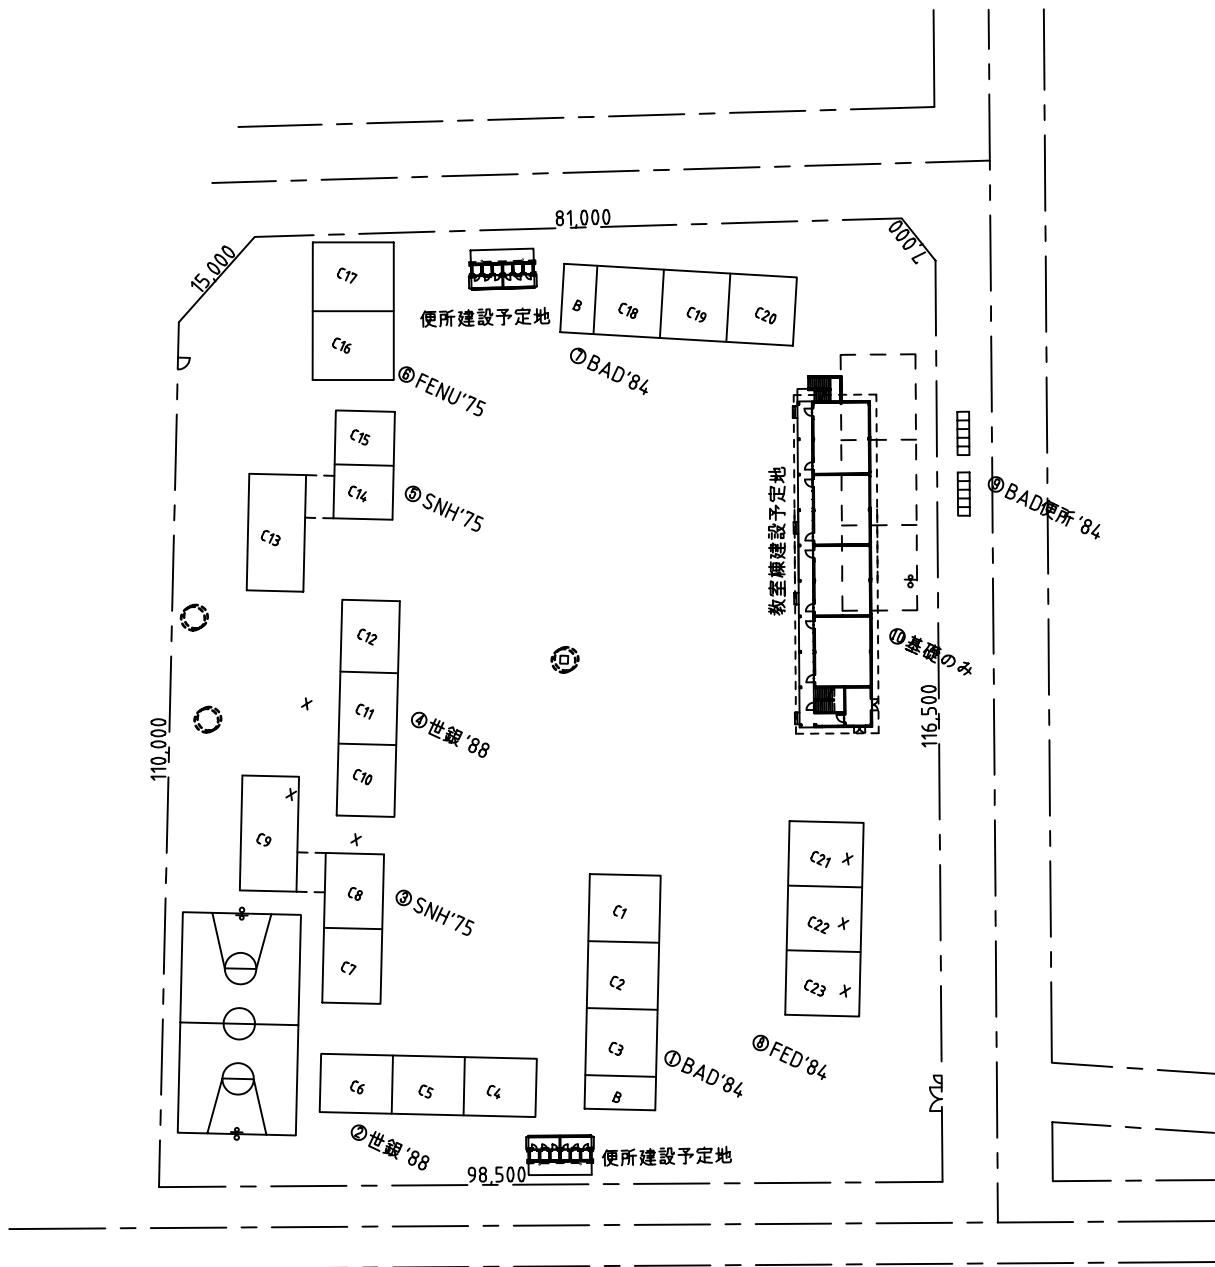 81,000
15,000
7,000
C17
C16
便所建設予定地
B
C18
C19
C20
⑥FENU'75
⑦BAD'84
C15
C14
⑤SNH'75
C13
教室棟建設予定地
⑨BAD便所'84
⑩基礎のみ
C12
C11
C10
④世銀'88
X
110,000
116,500
X
C9
X
C8
C7
③SNH'75
C1
C2
C3
B
①BAD'84
C21 X
C22 X
C23 X
⑧FED'84
C6
C5
C4
②世銀'88
便所建設予定地
98,500